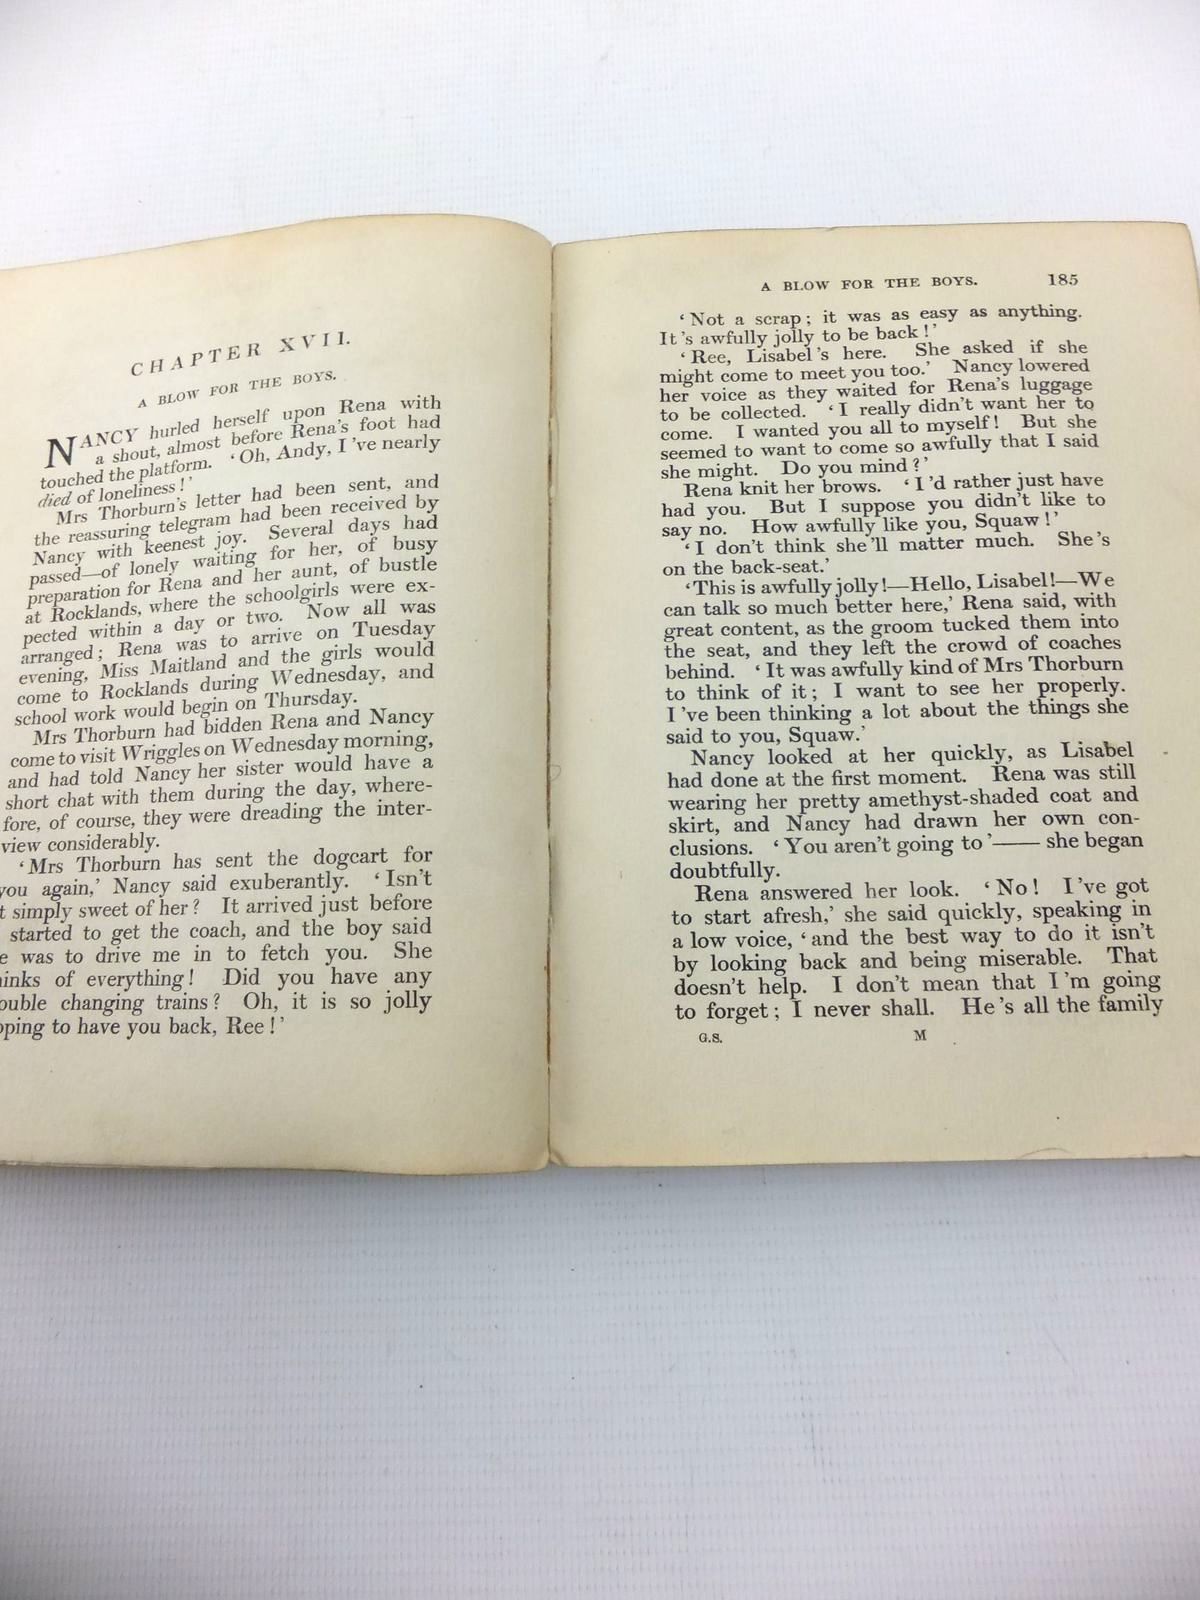 CHAPTER XVII.
A BLOW FOR THE BOYS.
NANCY hurled herself upon Rena with
a shout, almost before Rena's foot had
touched the platform. 'Oh, Andy, I've nearly
died of loneliness!'
Mrs Thorburn's letter had been sent, and
the reassuring telegram had been received by
Nancy with keenest joy. Several days had
passed—of lonely waiting for her, of busy
preparation for Rena and her aunt, of bustle
at Rocklands, where the schoolgirls were ex-
pected within a day or two. Now all was
arranged; Rena was to arrive on Tuesday
evening, Miss Maitland and the girls would
come to Rocklands during Wednesday, and
school work would begin on Thursday.
Mrs Thorburn had bidden Rena and Nancy
come to visit Wriggles on Wednesday morning,
and had told Nancy her sister would have a
short chat with them during the day, where-
fore, of course, they were dreading the inter-
view considerably.
'Mrs Thorburn has sent the dogcart for
you again,' Nancy said exuberantly. 'Isn't
t simply sweet of her? It arrived just before
started to get the coach, and the boy said
e was to drive me in to fetch you. She
inks of everything! Did you have any
ouble changing trains? Oh, it is so jolly
pping to have you back, Ree!'
A BLOW FOR THE BOYS. 185
'Not a scrap; it was as easy as anything.
It's awfully jolly to be back!'
'Ree, Lisabel's here. She asked if she
might come to meet you too.' Nancy lowered
her voice as they waited for Rena's luggage
to be collected. 'I really didn't want her to
come. I wanted you all to myself! But she
seemed to want to come so awfully that I said
she might. Do you mind?'
Rena knit her brows. 'I'd rather just have
had you. But I suppose you didn't like to
say no. How awfully like you, Squaw!'
'I don't think she'll matter much. She's
on the back-seat.'
'This is awfully jolly!—Hello, Lisabel!—We
can talk so much better here,' Rena said, with
great content, as the groom tucked them into
the seat, and they left the crowd of coaches
behind. 'It was awfully kind of Mrs Thorburn
to think of it; I want to see her properly.
I've been thinking a lot about the things she
said to you, Squaw.'
Nancy looked at her quickly, as Lisabel
had done at the first moment. Rena was still
wearing her pretty amethyst-shaded coat and
skirt, and Nancy had drawn her own con-
clusions. 'You aren't going to'—— she began
doubtfully.
Rena answered her look. 'No! I've got
to start afresh,' she said quickly, speaking in
a low voice, 'and the best way to do it isn't
by looking back and being miserable. That
doesn't help. I don't mean that I'm going
to forget; I never shall. He's all the family
G.S. M